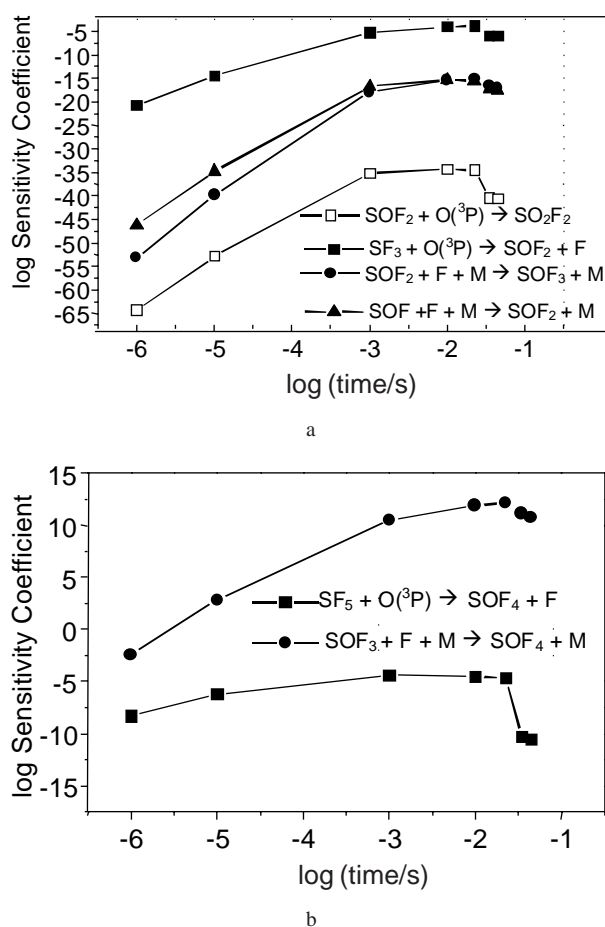 -5
-10
-15
-20
-25
-30
-35
-40
-45
-50
-55
-60
-65
log Sensitivity Coefficient
SOF₂ + O(³P) → SO₂F₂
SF₃ + O(³P) → SOF₂ + F
SOF₂ + F + M → SOF₃ + M
SOF +F + M → SOF₂ + M
-6 -5 -4 -3 -2 -1
log (time/s)
a
15
10
5
0
-5
-10
-15
log Sensitivity Coefficient
SF₅ + O(³P) → SOF₄ + F
SOF₃ + F + M → SOF₄ + M
-6 -5 -4 -3 -2 -1
log (time/s)
b